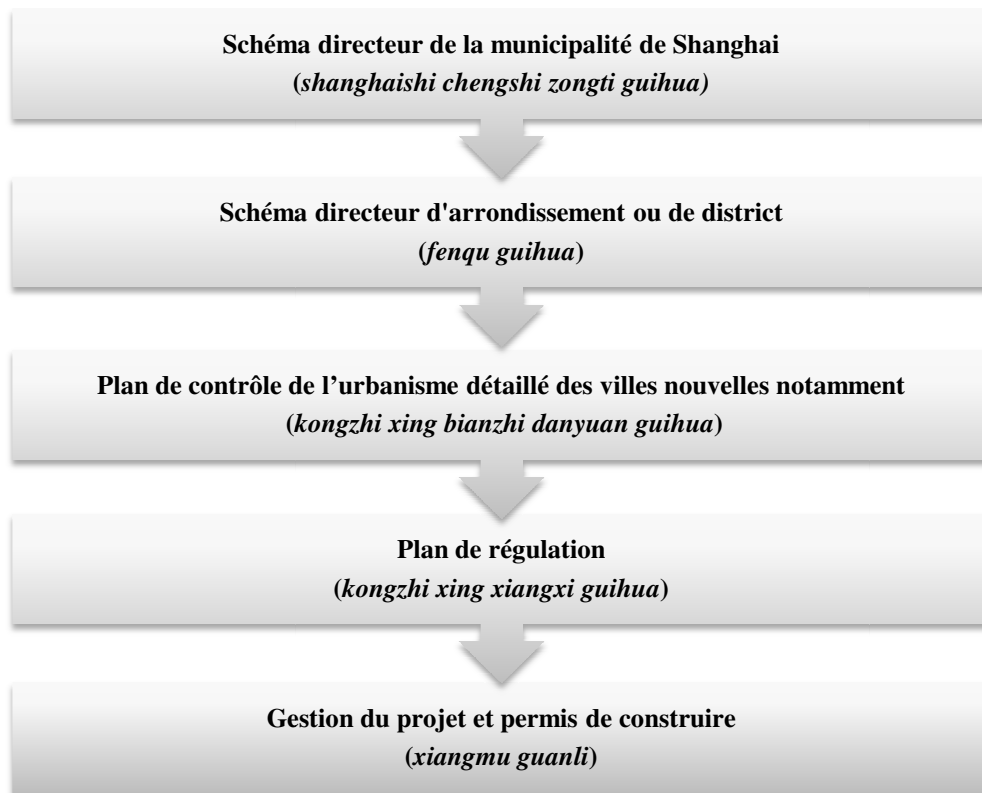 Schéma directeur de la municipalité de Shanghai
(shanghaishi chengshi zongti guihua)
Schéma directeur d'arrondissement ou de district
(fenqu guihua)
Plan de contrôle de l’urbanisme détaillé des villes nouvelles notamment
(kongzhi xing bianzhi danyuan guihua)
Plan de régulation
(kongzhi xing xiangxi guihua)
Gestion du projet et permis de construire
(xiangmu guanli)